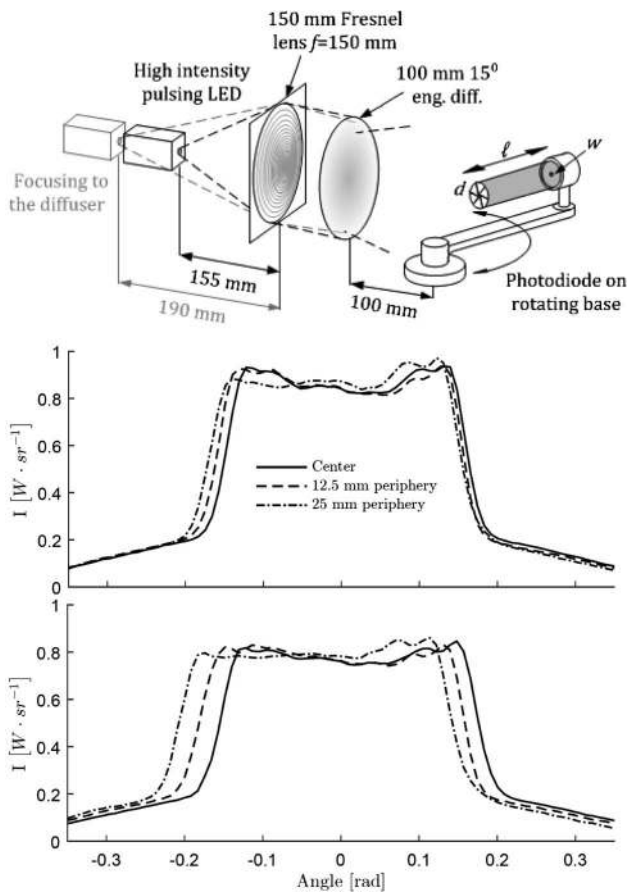 150 mm Fresnel
lens f=150 mm
High intensity
pulsing LED
100 mm 15⁰
eng. diff.
ℓ
w
d
Focusing to
the diffuser
155 mm
190 mm
100 mm
Photodiode on
rotating base
1
0.8
0.6
0.4
0.2
0
I [W · sr⁻¹]
Center
12.5 mm periphery
25 mm periphery
1
0.8
0.6
0.4
0.2
0
I [W · sr⁻¹]
-0.3 -0.2 -0.1 0 0.1 0.2 0.3
Angle [rad]